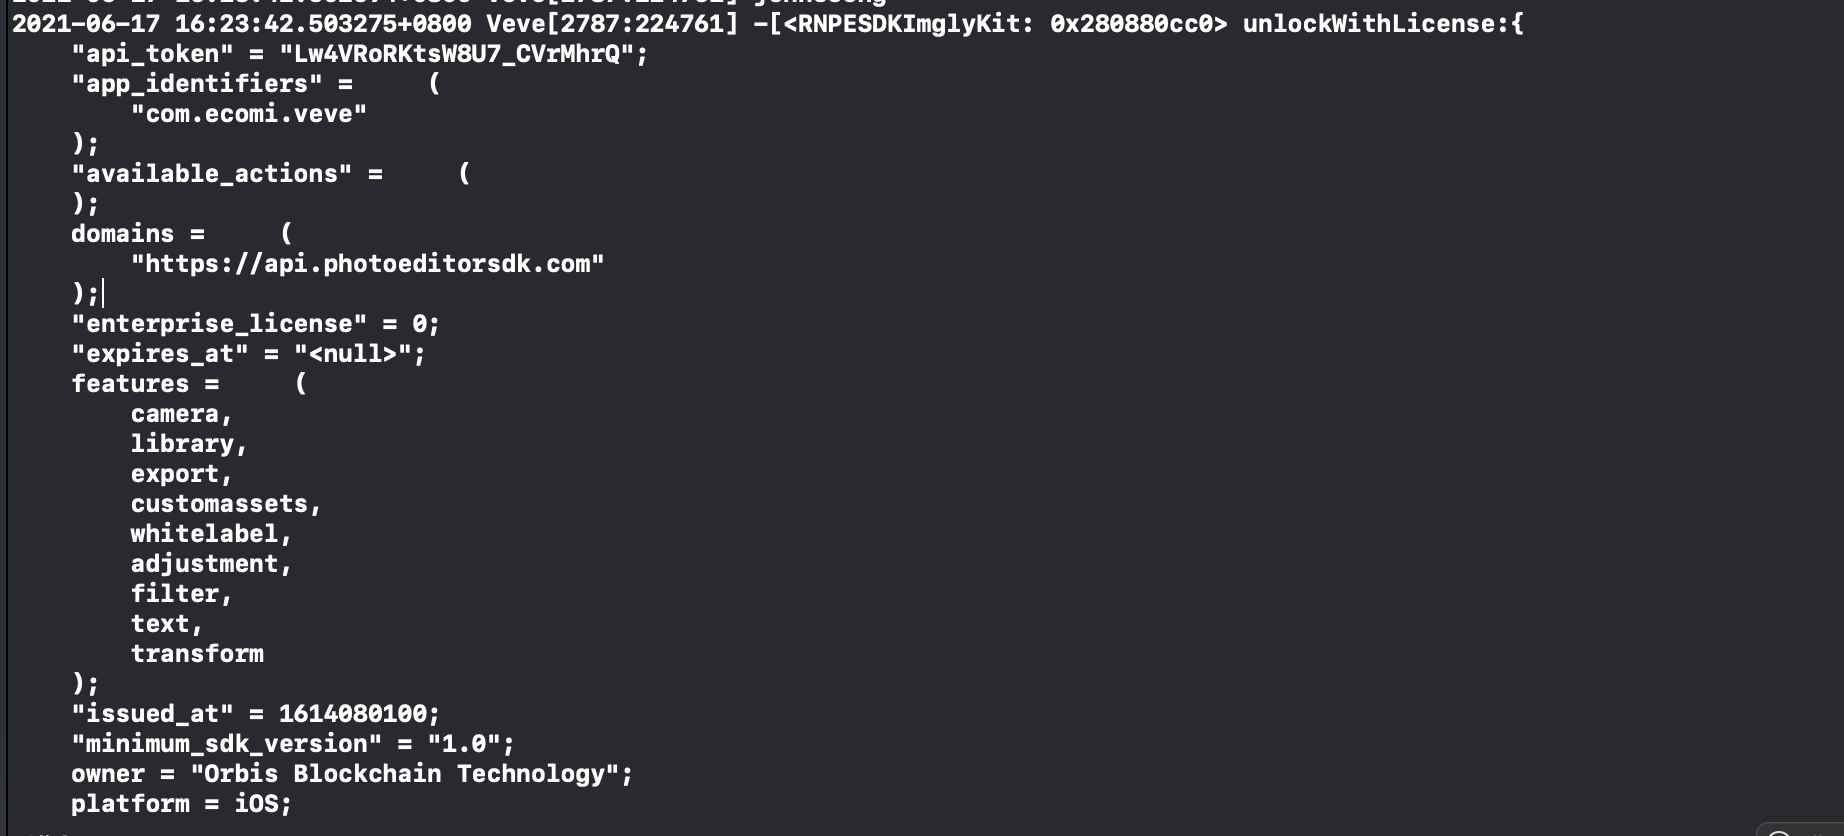 2021-06-17 16:23:42.503275+0800 Veve[2787:224761] -[<RNPESDKImglyKit: 0x280880cc0> unlockWithLicense:{
"api_token" = "Lw4VRoRKtsW8U7_CVrMhrQ";
"app_identifiers" =     (
"com.ecomi.veve"
);
"available_actions" =     (
);
domains =     (
"https://api.photoeditorsdk.com"
);
"enterprise_license" = 0;
"expires_at" = "<null>";
features =     (
camera,
library,
export,
customassets,
whitelabel,
adjustment,
filter,
text,
transform
);
"issued_at" = 1614080100;
"minimum_sdk_version" = "1.0";
owner = "Orbis Blockchain Technology";
platform = iOS;